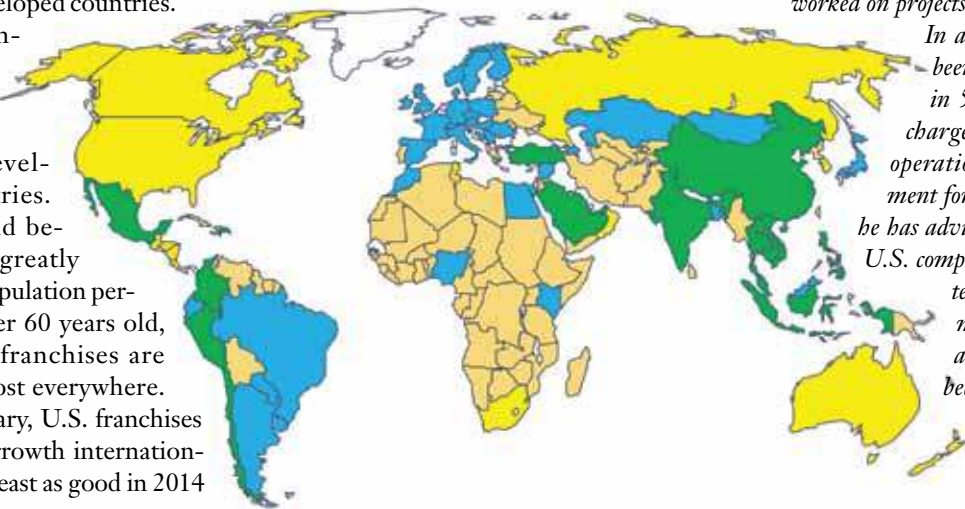 eloped countries.
n-
evel-
ries.
d be-
greatly
pulation per-
er 60 years old,
franchises are
ost everywhere.
ary, U.S. franchises
rowth internation-
east as good in 2014
worked on projects
In a
been
in 5
charge
operatio
ment for
he has advi
U.S. comp
te
n
a
be